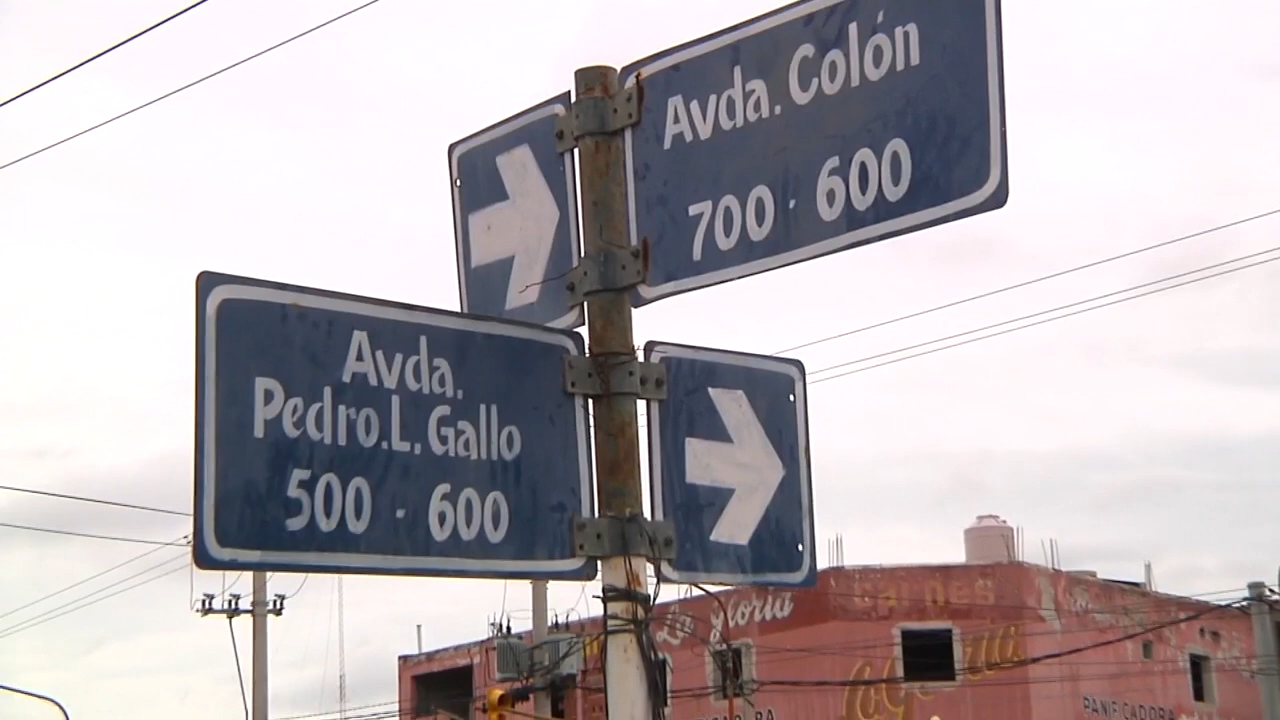 Avda. Colón
700 - 600
Avda.
Pedro.L. Gallo
500 - 600
La gloria
PANIFICADORA